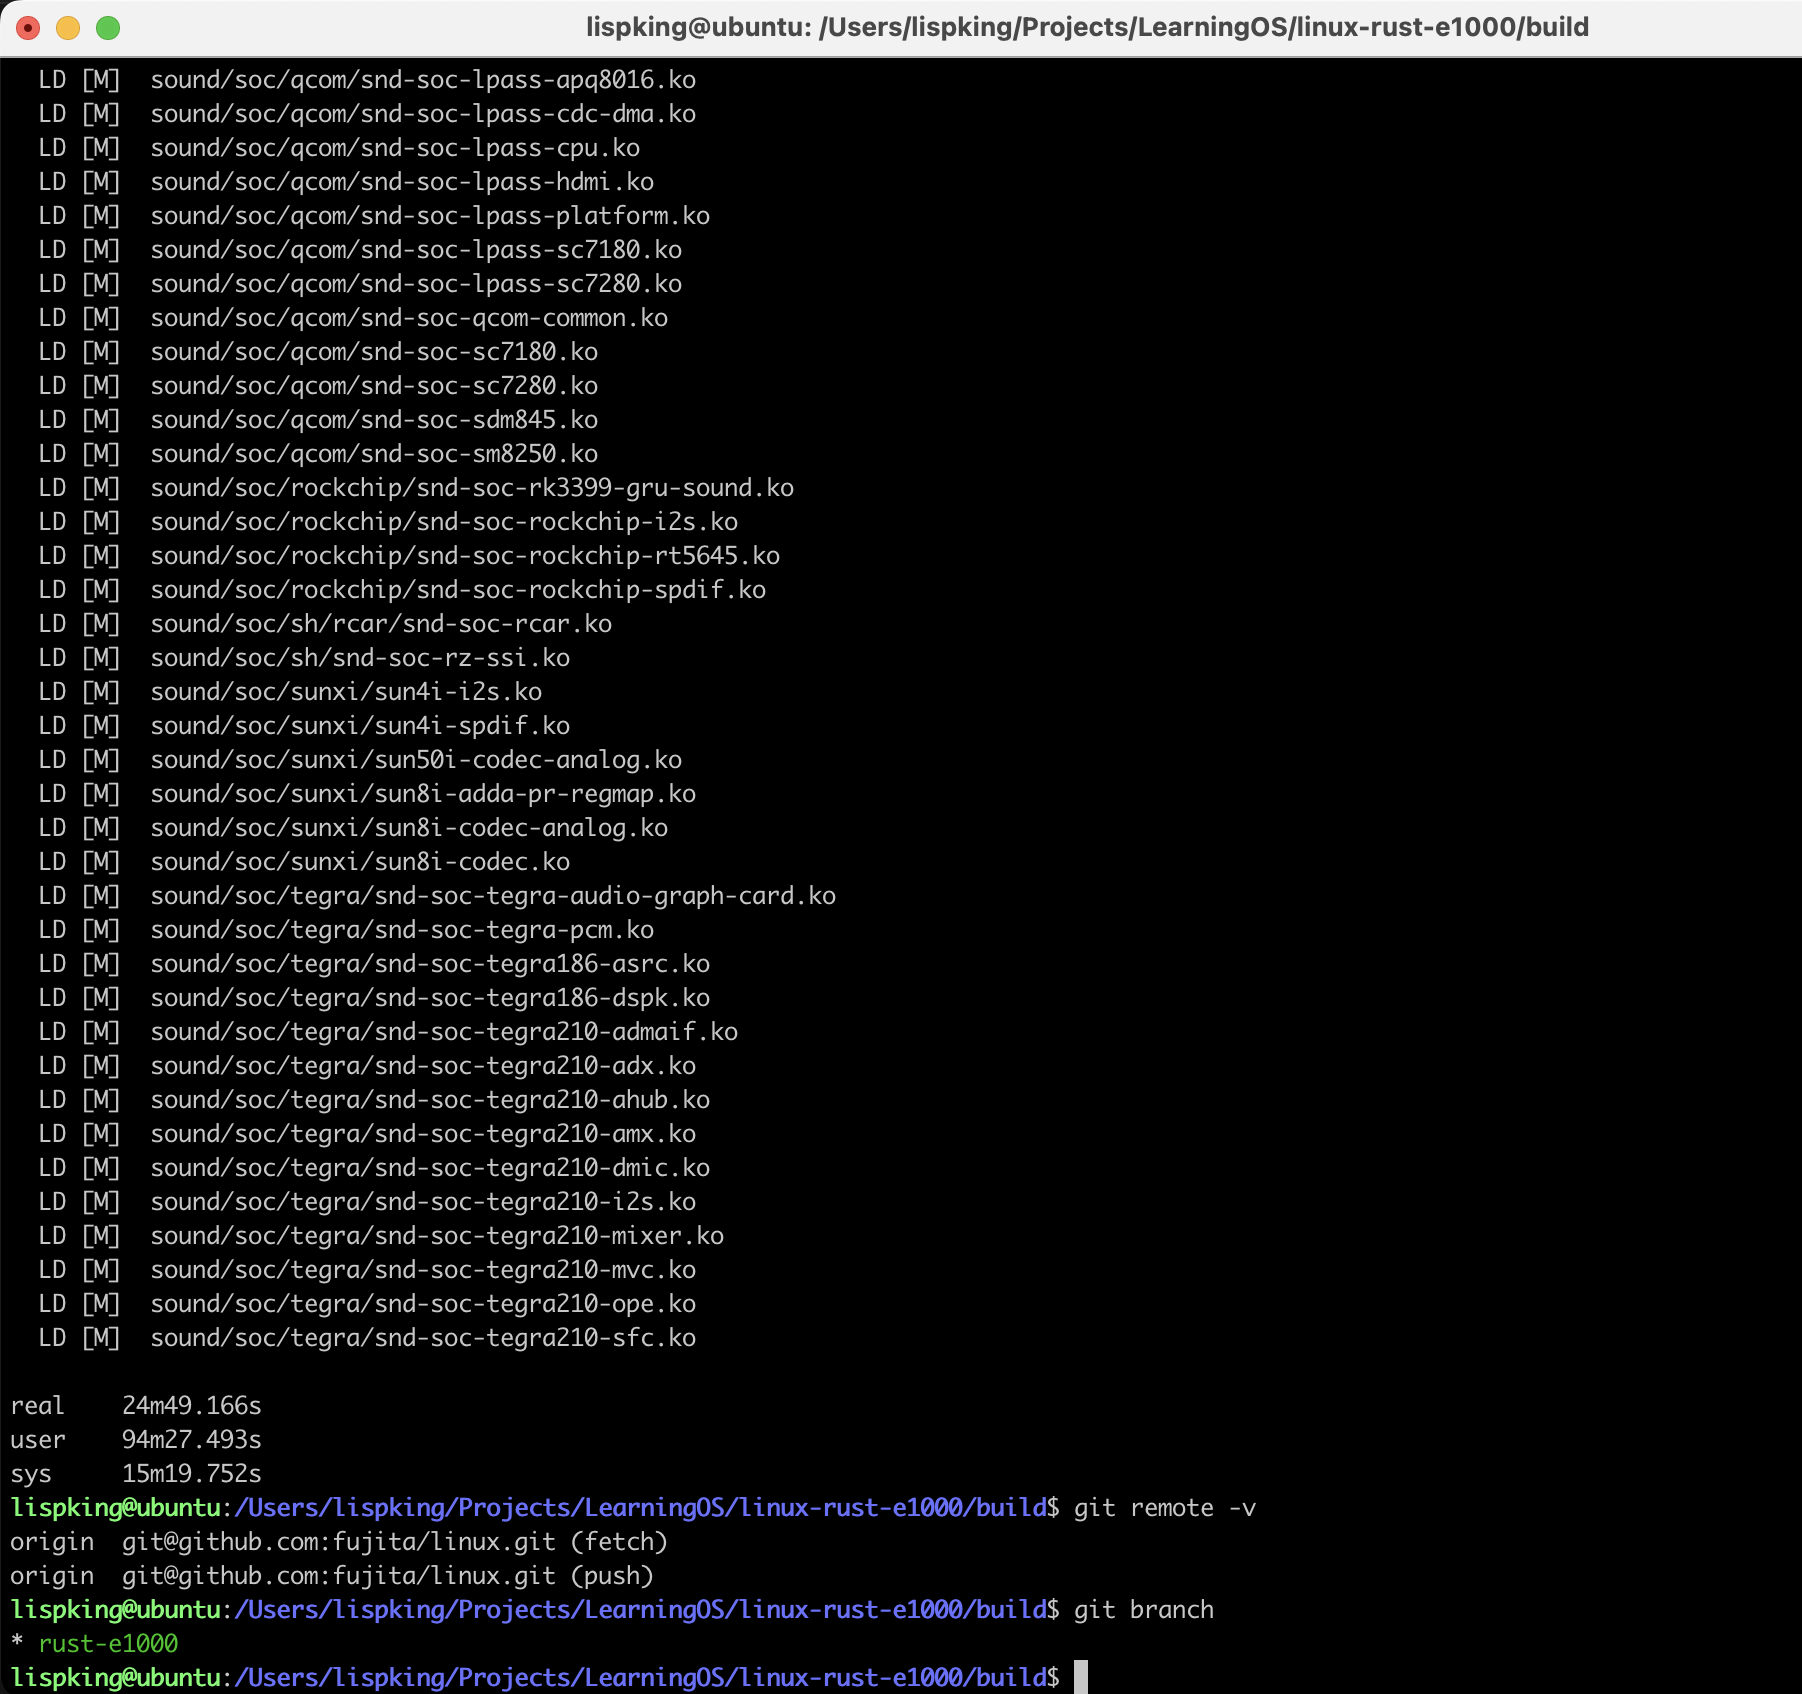 lispking@ubuntu: /Users/lispking/Projects/LearningOS/linux-rust-e1000/build
  LD [M]  sound/soc/qcom/snd-soc-lpass-apq8016.ko
  LD [M]  sound/soc/qcom/snd-soc-lpass-cdc-dma.ko
  LD [M]  sound/soc/qcom/snd-soc-lpass-cpu.ko
  LD [M]  sound/soc/qcom/snd-soc-lpass-hdmi.ko
  LD [M]  sound/soc/qcom/snd-soc-lpass-platform.ko
  LD [M]  sound/soc/qcom/snd-soc-lpass-sc7180.ko
  LD [M]  sound/soc/qcom/snd-soc-lpass-sc7280.ko
  LD [M]  sound/soc/qcom/snd-soc-qcom-common.ko
  LD [M]  sound/soc/qcom/snd-soc-sc7180.ko
  LD [M]  sound/soc/qcom/snd-soc-sc7280.ko
  LD [M]  sound/soc/qcom/snd-soc-sdm845.ko
  LD [M]  sound/soc/qcom/snd-soc-sm8250.ko
  LD [M]  sound/soc/rockchip/snd-soc-rk3399-gru-sound.ko
  LD [M]  sound/soc/rockchip/snd-soc-rockchip-i2s.ko
  LD [M]  sound/soc/rockchip/snd-soc-rockchip-rt5645.ko
  LD [M]  sound/soc/rockchip/snd-soc-rockchip-spdif.ko
  LD [M]  sound/soc/sh/rcar/snd-soc-rcar.ko
  LD [M]  sound/soc/sh/snd-soc-rz-ssi.ko
  LD [M]  sound/soc/sunxi/sun4i-i2s.ko
  LD [M]  sound/soc/sunxi/sun4i-spdif.ko
  LD [M]  sound/soc/sunxi/sun50i-codec-analog.ko
  LD [M]  sound/soc/sunxi/sun8i-adda-pr-regmap.ko
  LD [M]  sound/soc/sunxi/sun8i-codec-analog.ko
  LD [M]  sound/soc/sunxi/sun8i-codec.ko
  LD [M]  sound/soc/tegra/snd-soc-tegra-audio-graph-card.ko
  LD [M]  sound/soc/tegra/snd-soc-tegra-pcm.ko
  LD [M]  sound/soc/tegra/snd-soc-tegra186-asrc.ko
  LD [M]  sound/soc/tegra/snd-soc-tegra186-dspk.ko
  LD [M]  sound/soc/tegra/snd-soc-tegra210-admaif.ko
  LD [M]  sound/soc/tegra/snd-soc-tegra210-adx.ko
  LD [M]  sound/soc/tegra/snd-soc-tegra210-ahub.ko
  LD [M]  sound/soc/tegra/snd-soc-tegra210-amx.ko
  LD [M]  sound/soc/tegra/snd-soc-tegra210-dmic.ko
  LD [M]  sound/soc/tegra/snd-soc-tegra210-i2s.ko
  LD [M]  sound/soc/tegra/snd-soc-tegra210-mixer.ko
  LD [M]  sound/soc/tegra/snd-soc-tegra210-mvc.ko
  LD [M]  sound/soc/tegra/snd-soc-tegra210-ope.ko
  LD [M]  sound/soc/tegra/snd-soc-tegra210-sfc.ko

real    24m49.166s
user    94m27.493s
sys     15m19.752s
lispking@ubuntu:/Users/lispking/Projects/LearningOS/linux-rust-e1000/build$ git remote -v
origin  git@github.com:fujita/linux.git (fetch)
origin  git@github.com:fujita/linux.git (push)
lispking@ubuntu:/Users/lispking/Projects/LearningOS/linux-rust-e1000/build$ git branch
* rust-e1000
lispking@ubuntu:/Users/lispking/Projects/LearningOS/linux-rust-e1000/build$